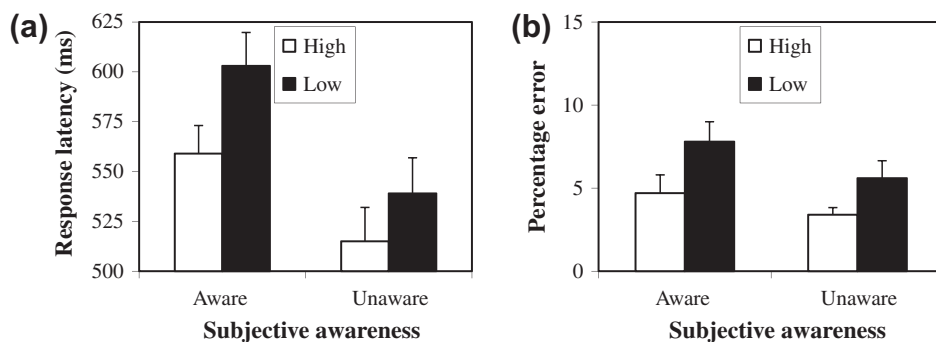 (a)
Response latency (ms)
625
600
575
550
525
500
High
Low
Aware
Unaware
Subjective awareness
(b)
Percentage error
15
10
5
0
High
Low
Aware
Unaware
Subjective awareness